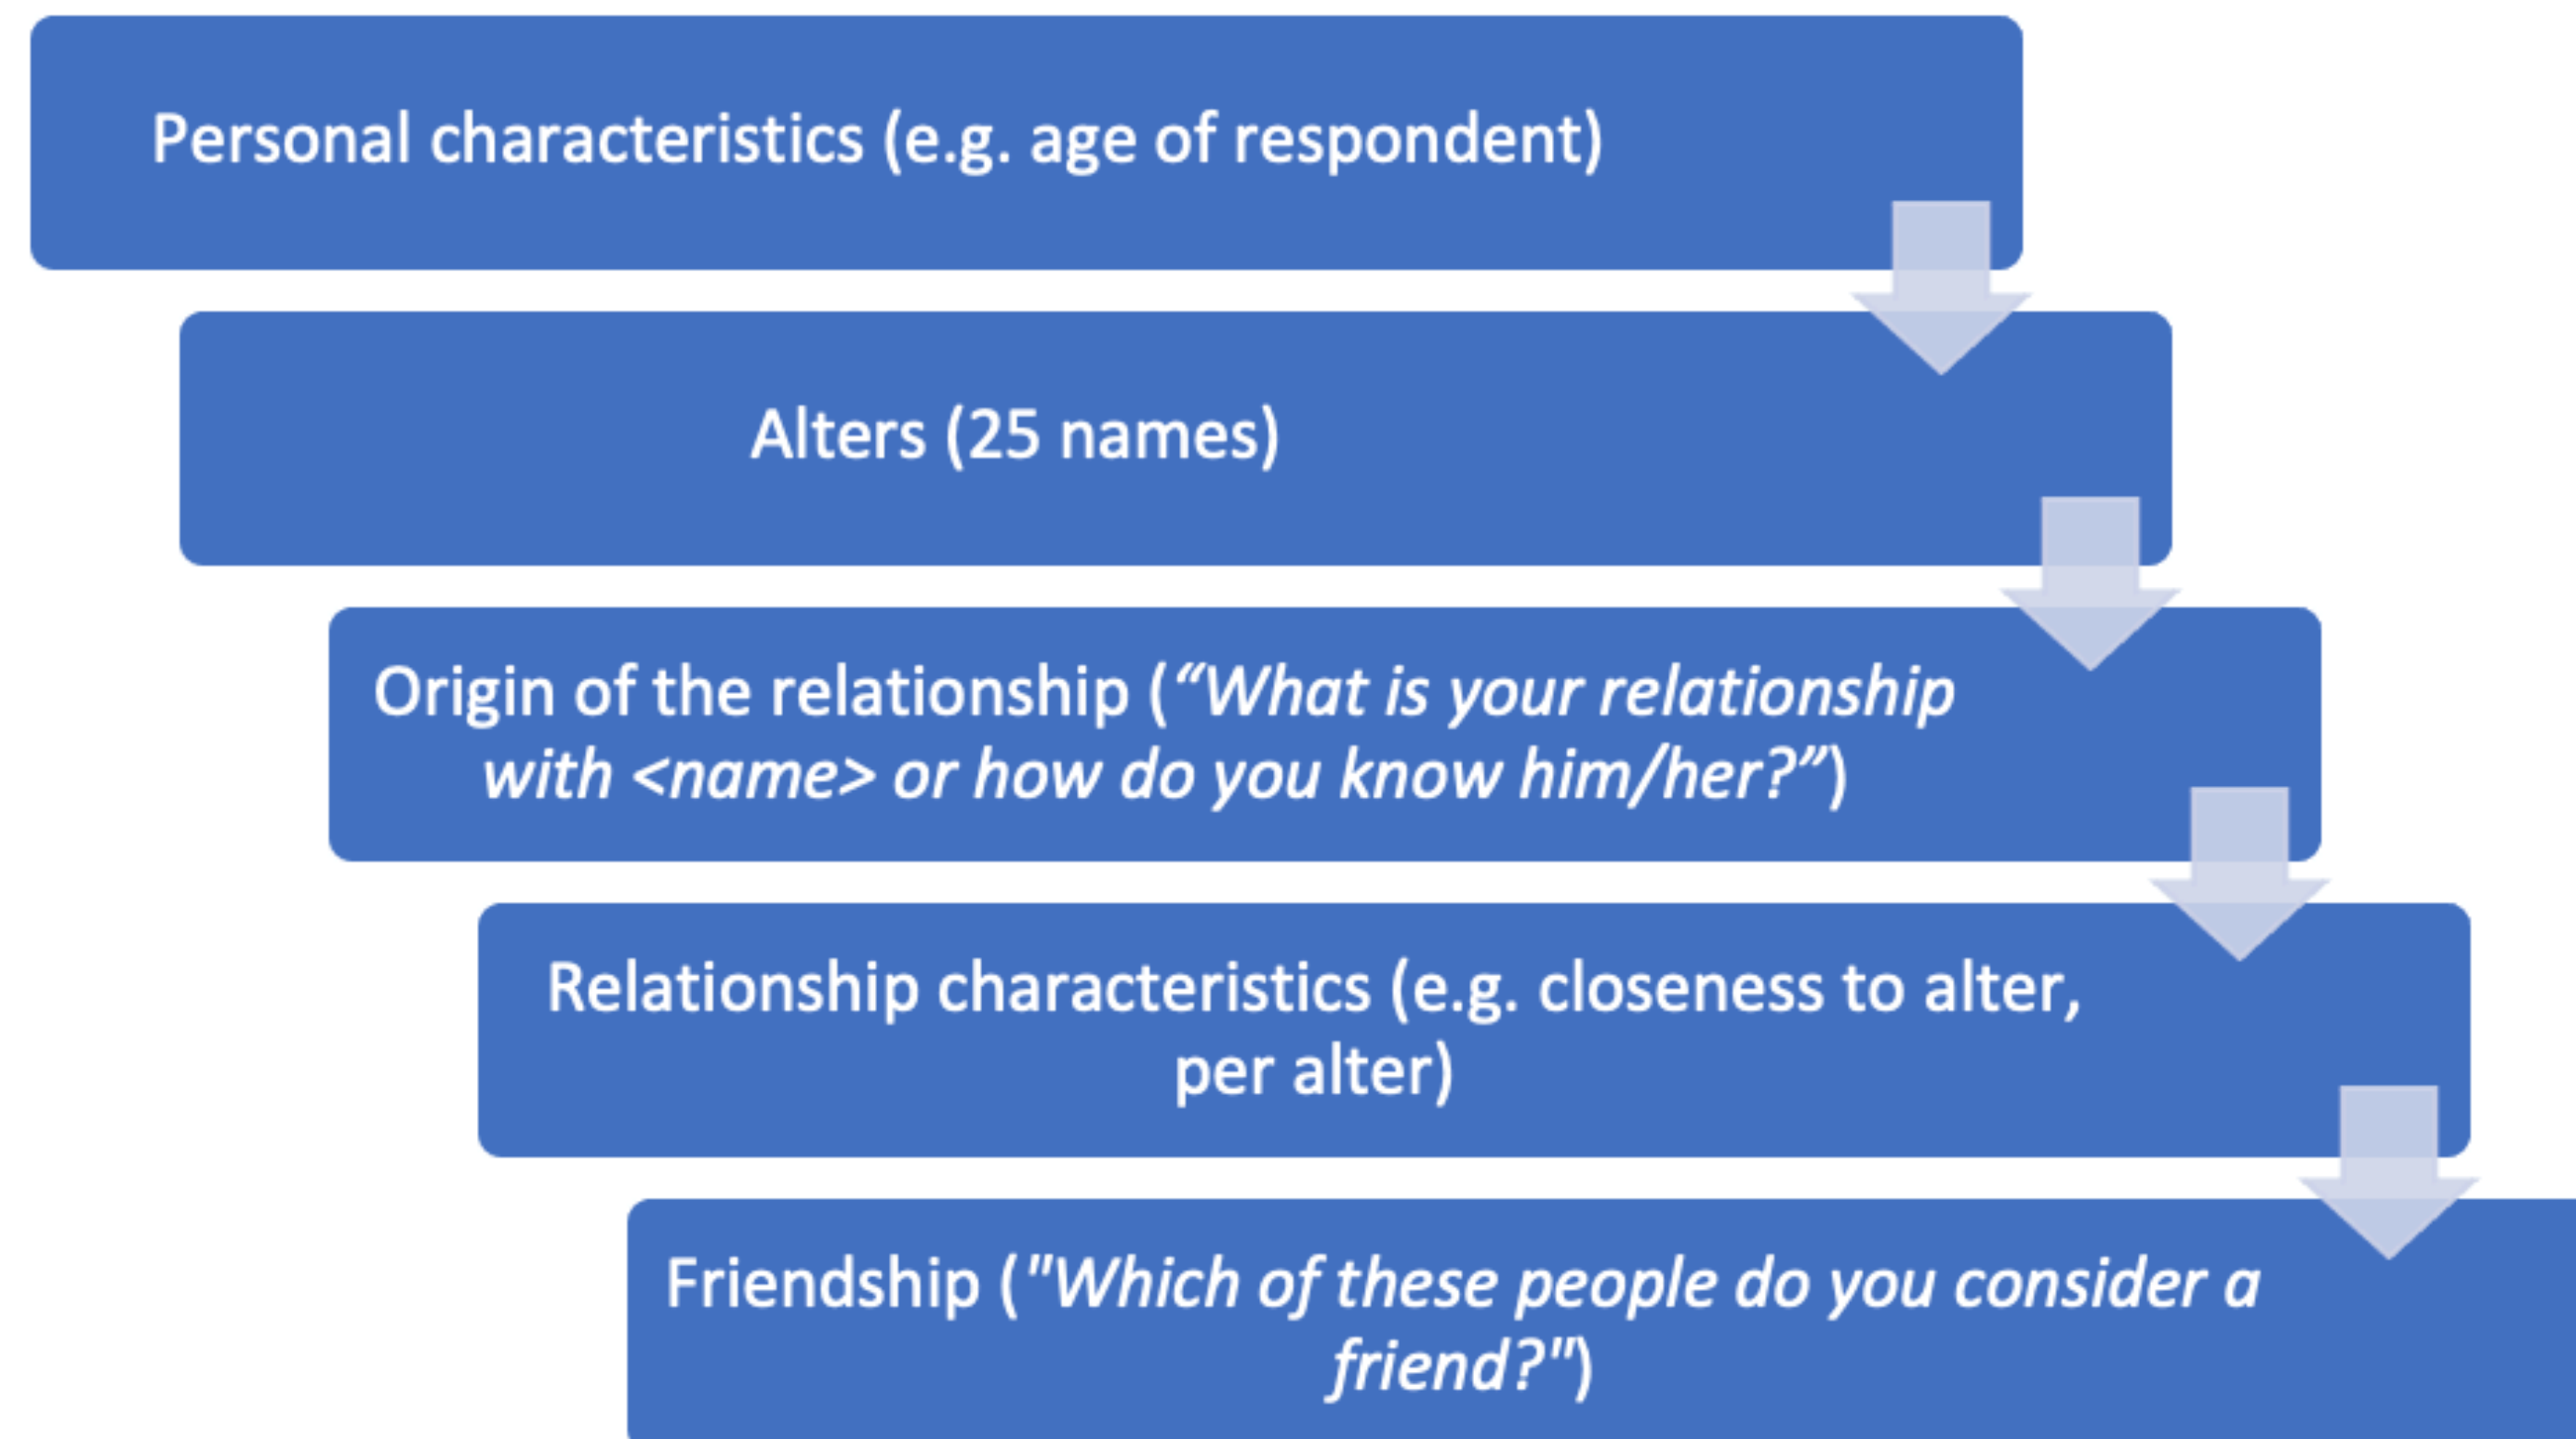 Personal characteristics (e.g. age of respondent)
Alters (25 names)
Origin of the relationship (“What is your relationship
with <name> or how do you know him/her?”)
Relationship characteristics (e.g. closeness to alter,
per alter)
Friendship ("Which of these people do you consider a
friend?")